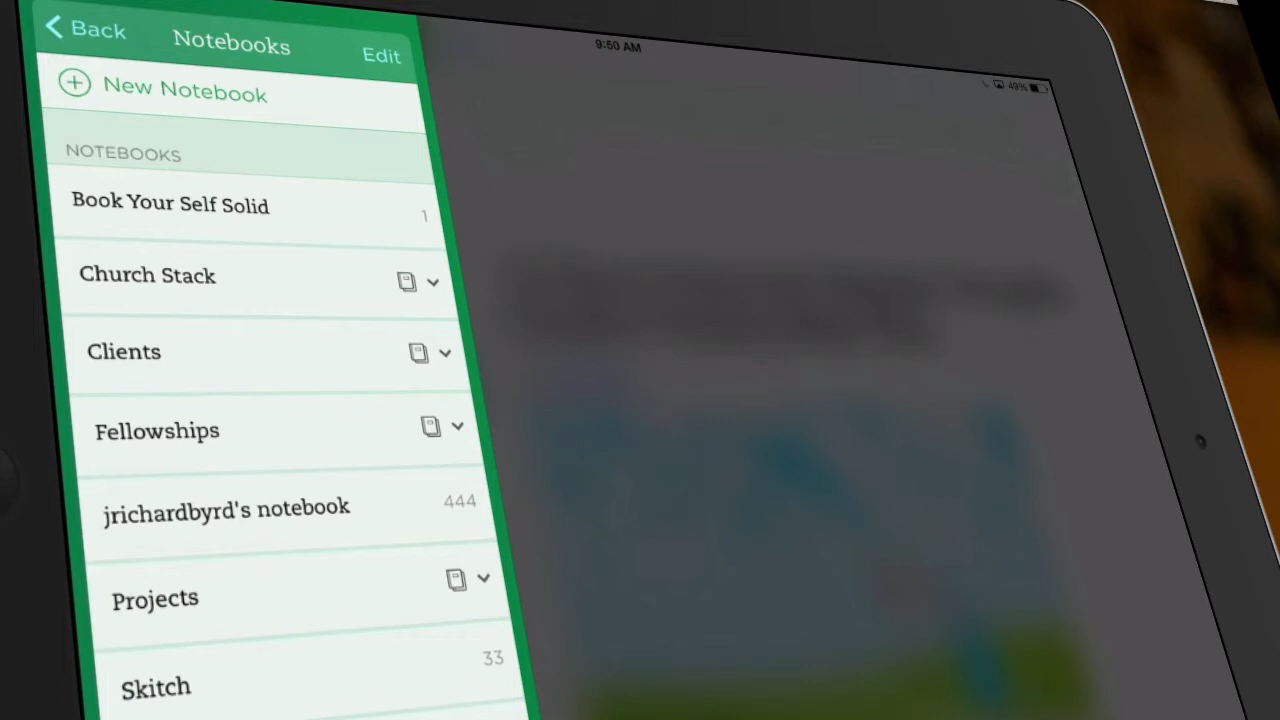 Back
Notebooks
Edit
New Notebook
NOTEBOOKS
Book Your Self Solid
1
Church Stack
Clients
Fellowships
jrichardbyrd's notebook
444
Projects
Skitch
33
9:50 AM
49%